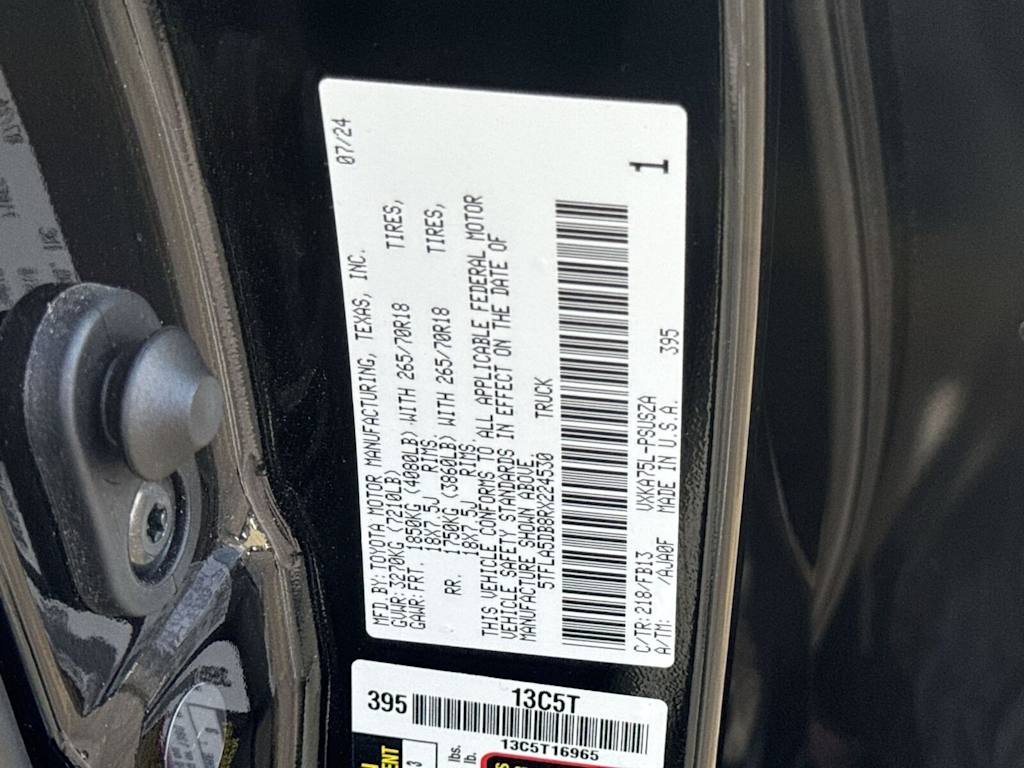 07/24
MFD.BY:TOYOTA MOTOR MANUFACTURING, TEXAS, INC.
GVWR:3270KG (7210LB)
GAWR:FRT. 1850KG (4080LB) WITH 265/70R18 TIRES,
18X7.5J RIMS.
RR. 1750KG (3860LB) WITH 265/70R18 TIRES,
18X7.5J RIMS.
THIS VEHICLE CONFORMS TO ALL APPLICABLE FEDERAL MOTOR
VEHICLE SAFETY STANDARDS IN EFFECT ON THE DATE OF
MANUFACTURE SHOWN ABOVE
5TFLA5DB8RX224530 TRUCK
1
C/TR:218/FB13 VXKA75L-PSUSZA 395
A/TM: /AJA0F MADE IN U.S.A.
395
13C5T
13C5T16965
lbs.
lb.
3